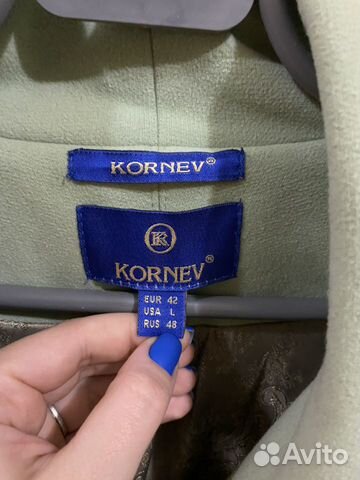 KORNEV®
K
KORNEV®
EUR 42
USA L
RUS 48
Avito